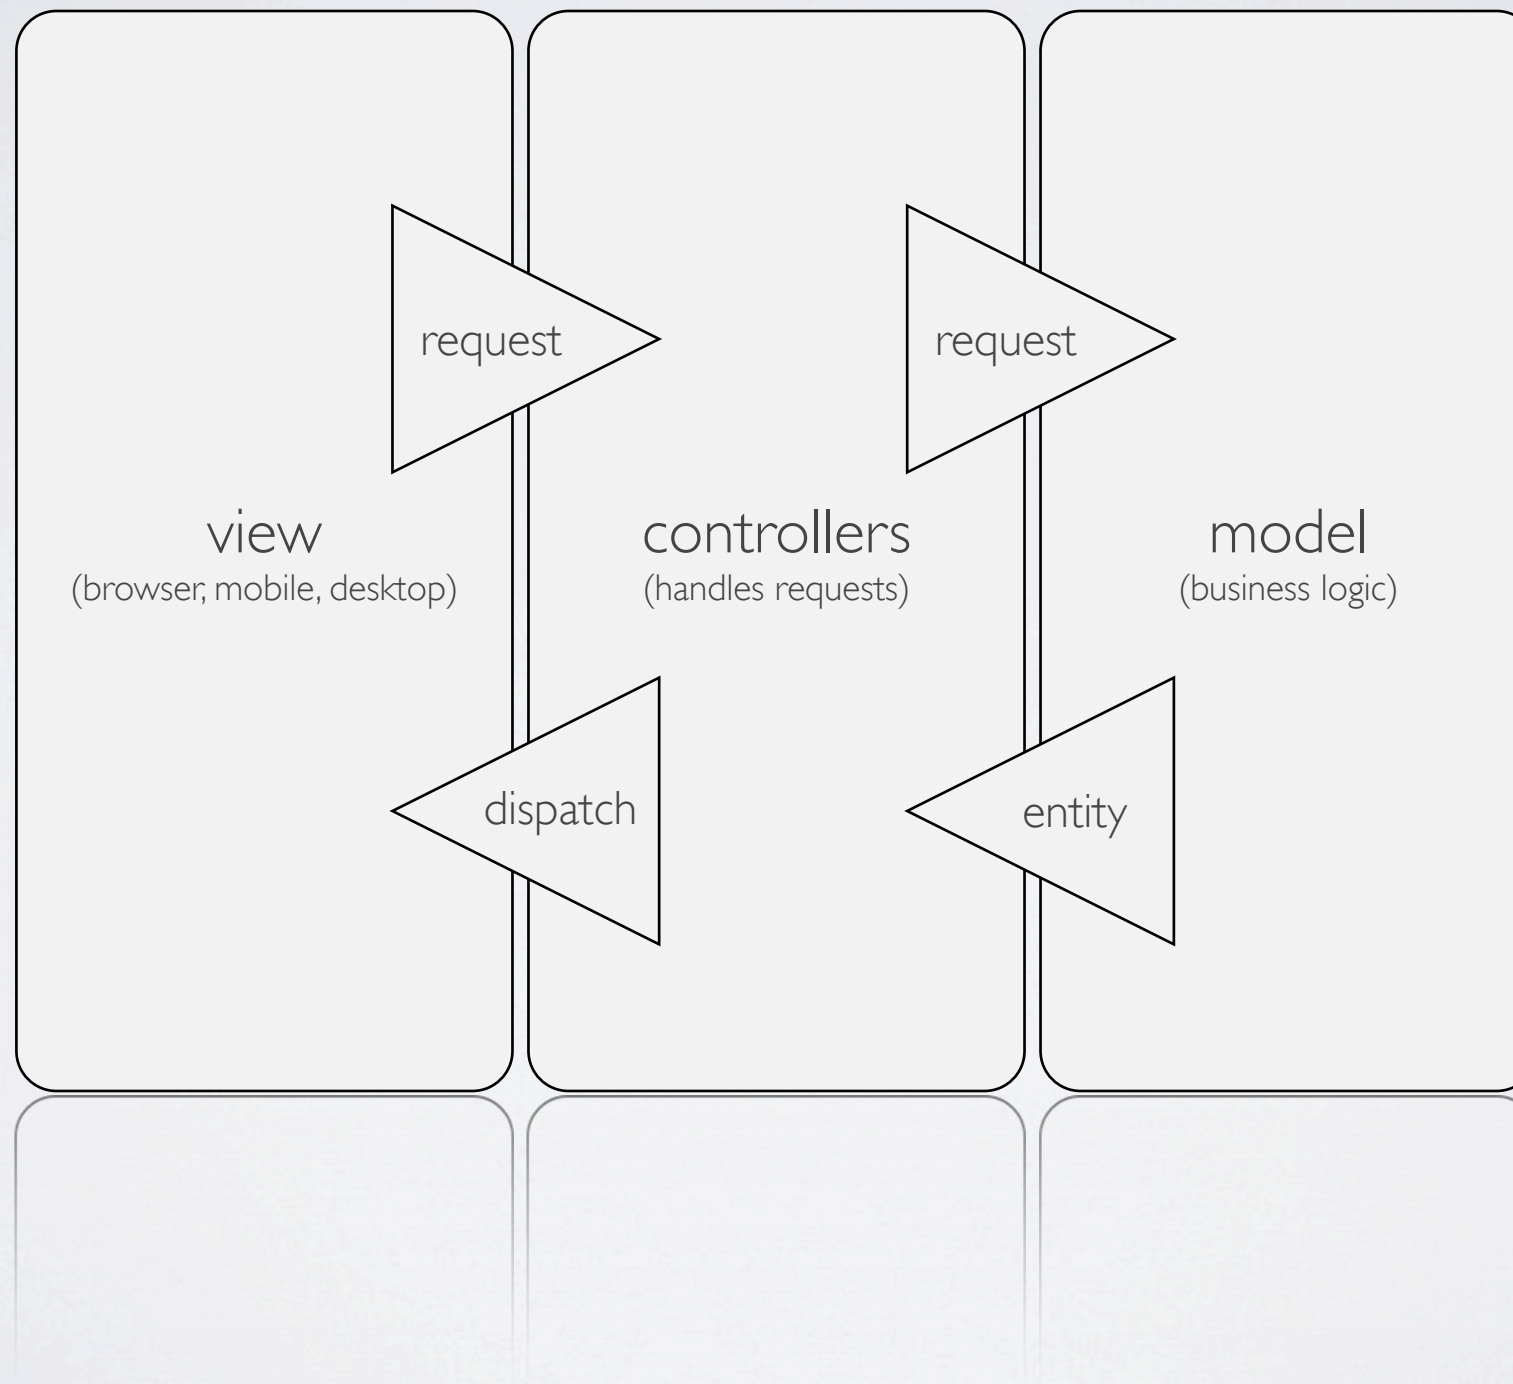 request
request
view
(browser, mobile, desktop)
controllers
(handles requests)
model
(business logic)
dispatch
entity